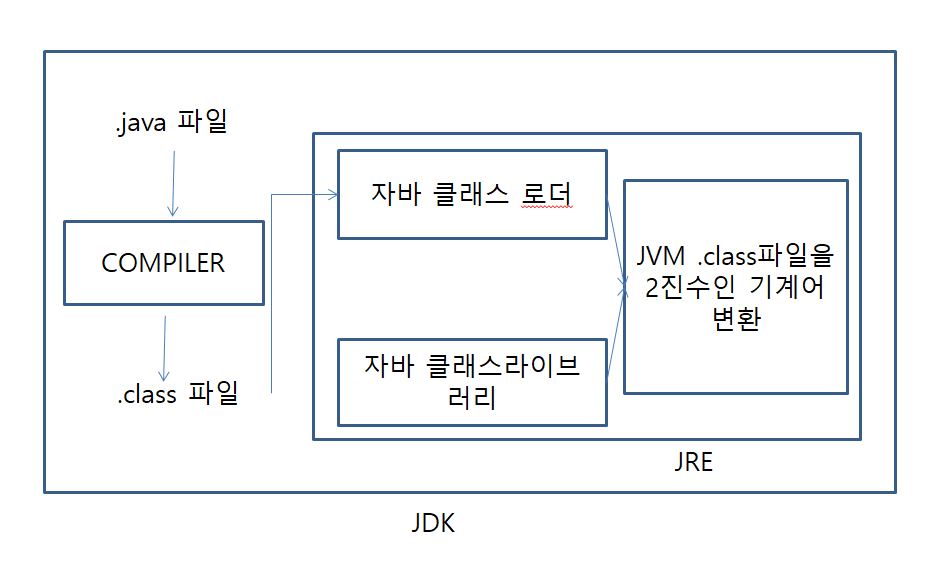 .java 파일
COMPILER
.class 파일
자바 클래스 로더
자바 클래스라이브
러리
JVM .class파일을
2진수인 기계어
변환
JRE
JDK